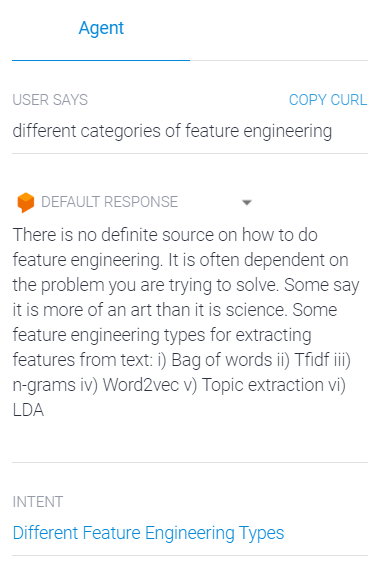 Agent
USER SAYS COPY CURL
different categories of feature engineering
DEFAULT RESPONSE
There is no definite source on how to do
feature engineering. It is often dependent on
the problem you are trying to solve. Some say
it is more of an art than it is science. Some
feature engineering types for extracting
features from text: i) Bag of words ii) Tfidf iii)
n-grams iv) Word2vec v) Topic extraction vi)
LDA
INTENT
Different Feature Engineering Types